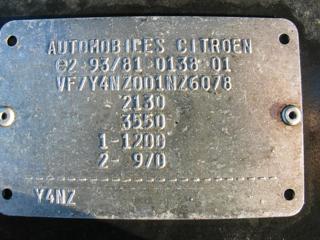 AUTOMOBILES CITROEN
e2 93/81 0138 01
VF7Y4NZ001NZ6078
2130
3550
1-1200
2- 970
Y4NZ